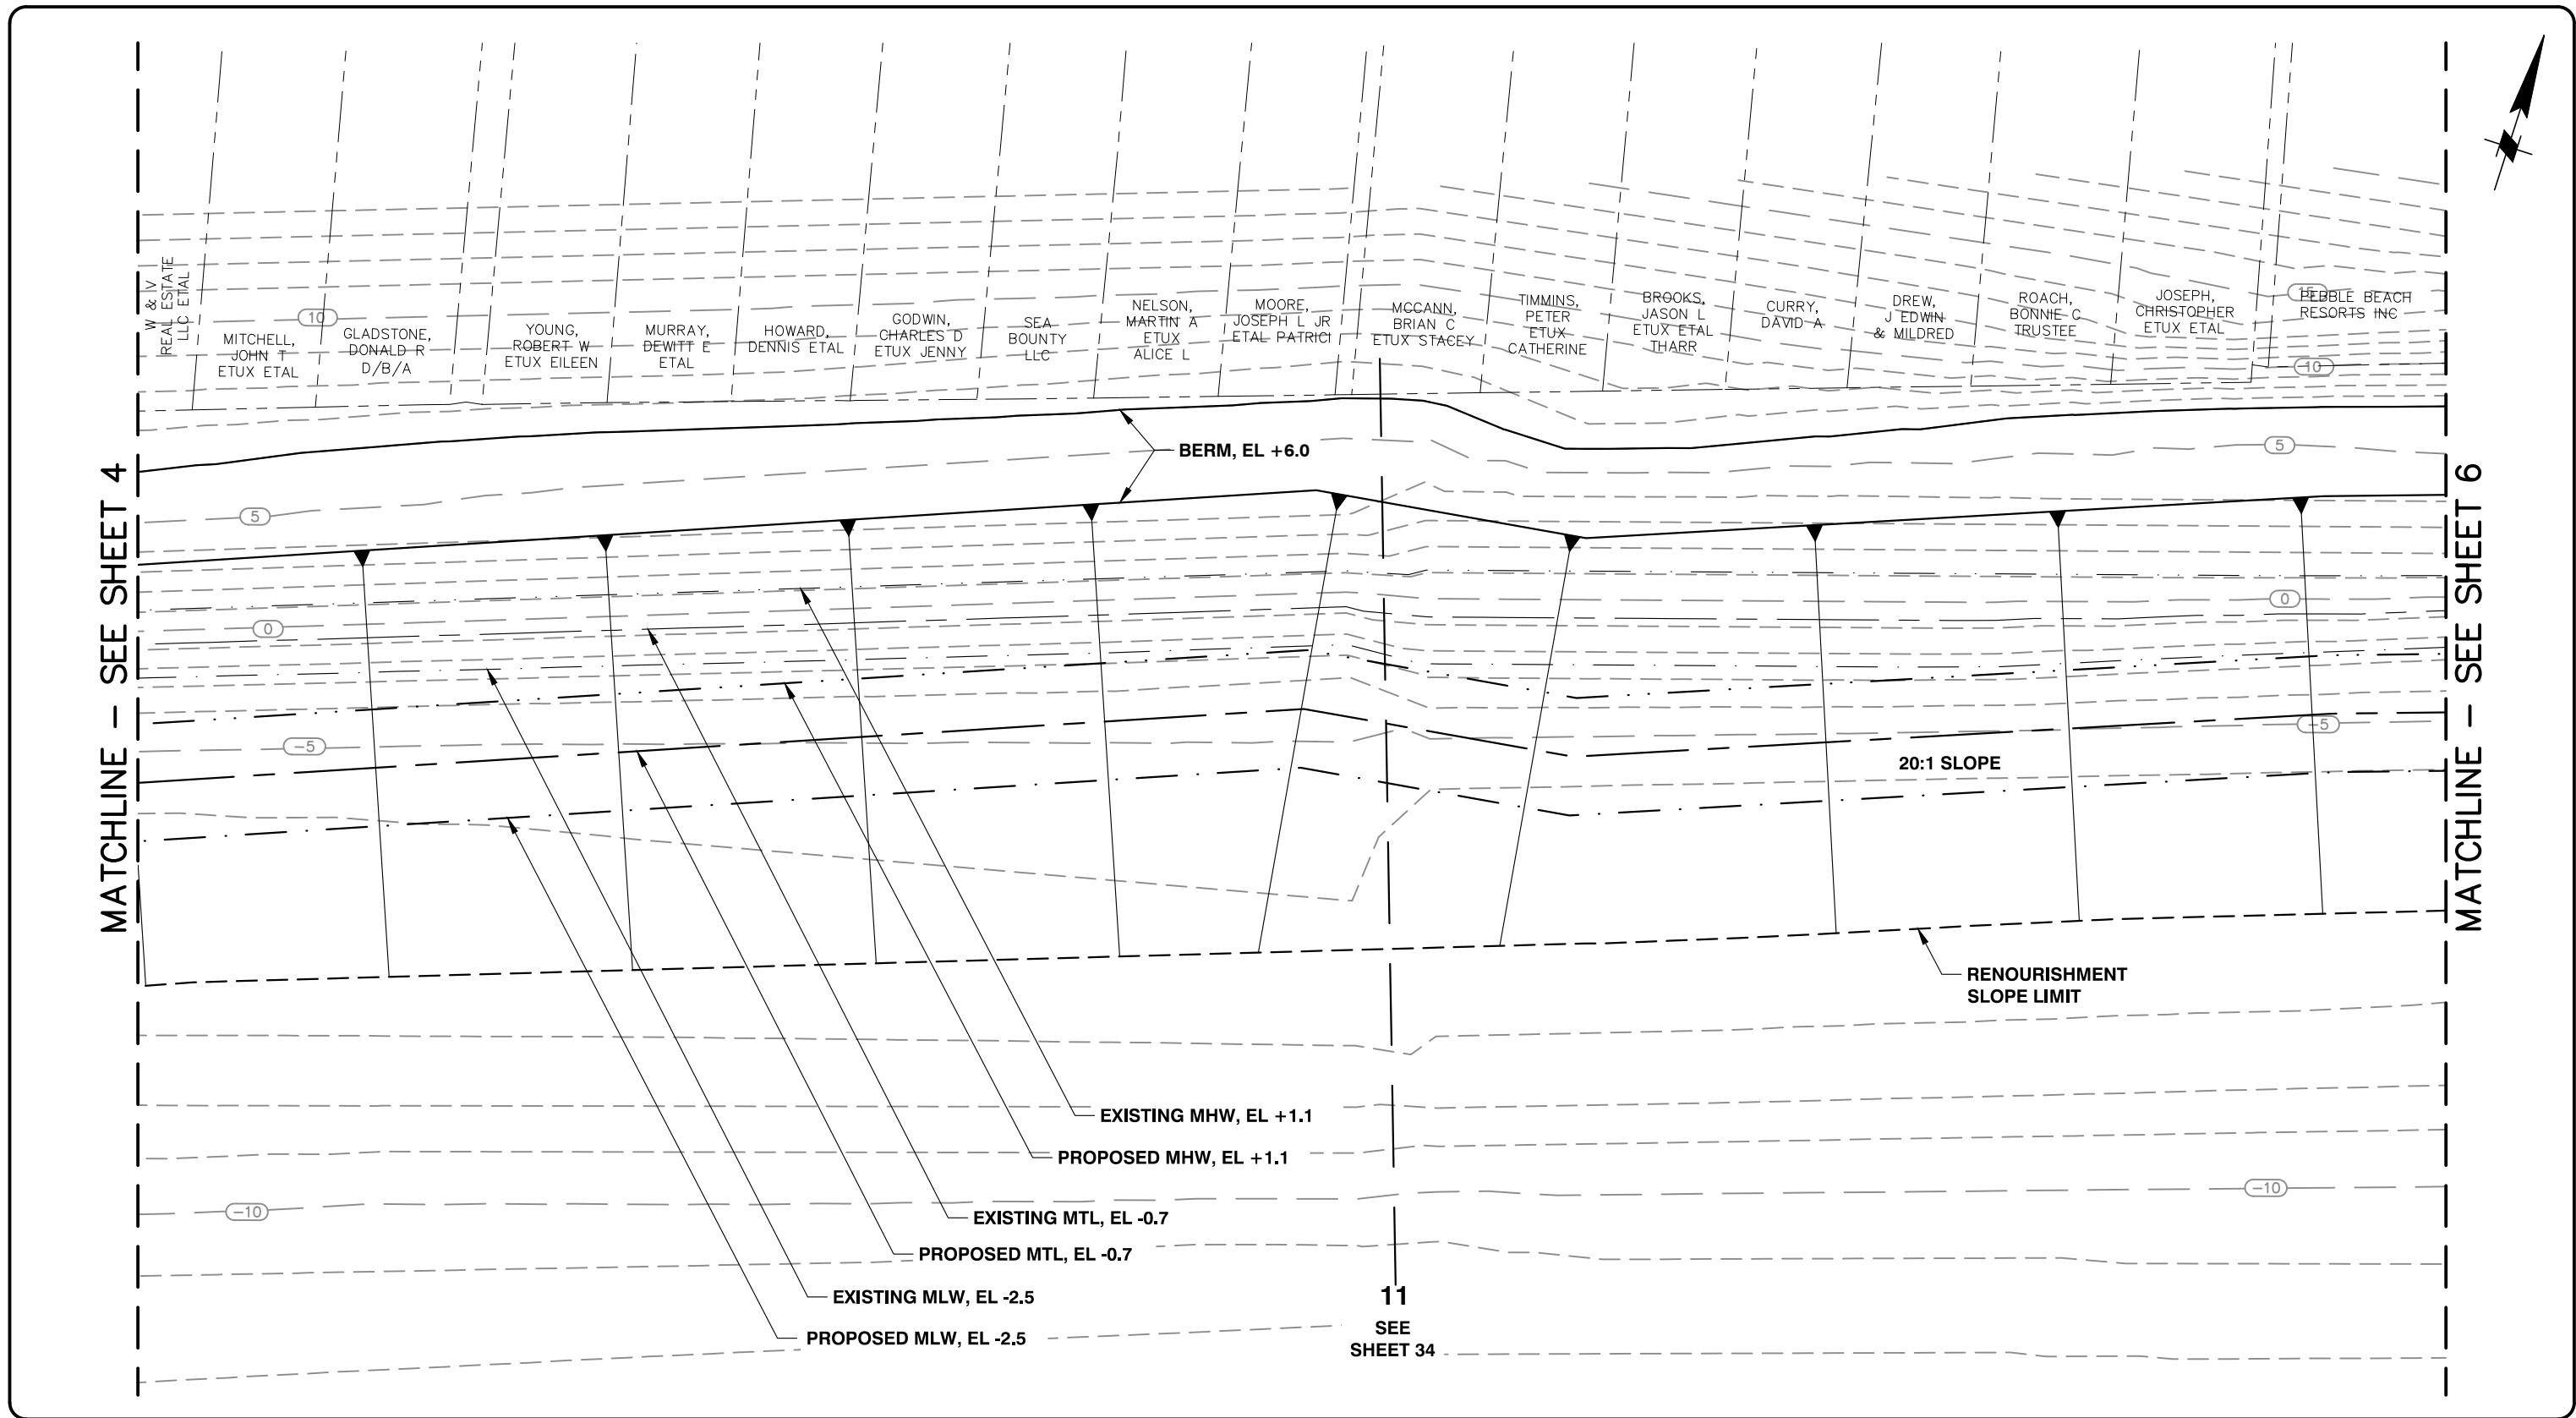 W & V
REAL ESTATE
LLC ETAL
MITCHELL,
JOHN T
ETUX ETAL
10
GLADSTONE,
DONALD R
D/B/A
YOUNG,
ROBERT W
ETUX EILEEN
MURRAY,
DEWITT E
ETAL
HOWARD,
DENNIS ETAL
GODWIN,
CHARLES D
ETUX JENNY
SEA
BOUNTY
LLC
NELSON,
MARTIN A
ETUX
ALICE L
MOORE,
JOSEPH L JR
ETAL PATRICI
MCCANN,
BRIAN C
ETUX STACEY
TIMMINS,
PETER
ETUX
CATHERINE
BROOKS,
JASON L
ETUX ETAL
THARR
CURRY,
DAVID A
DREW,
J EDWIN
& MILDRED
ROACH,
BONNIE C
TRUSTEE
JOSEPH,
CHRISTOPHER
ETUX ETAL
15
PEBBLE BEACH
RESORTS INC
10
BERM, EL +6.0
5
5
MATCHLINE - SEE SHEET 4
MATCHLINE - SEE SHEET 6
0
0
-5
-5
20:1 SLOPE
RENOURISHMENT
SLOPE LIMIT
EXISTING MHW, EL +1.1
PROPOSED MHW, EL +1.1
-10
-10
EXISTING MTL, EL -0.7
PROPOSED MTL, EL -0.7
EXISTING MLW, EL -2.5
PROPOSED MLW, EL -2.5
11
SEE
SHEET 34